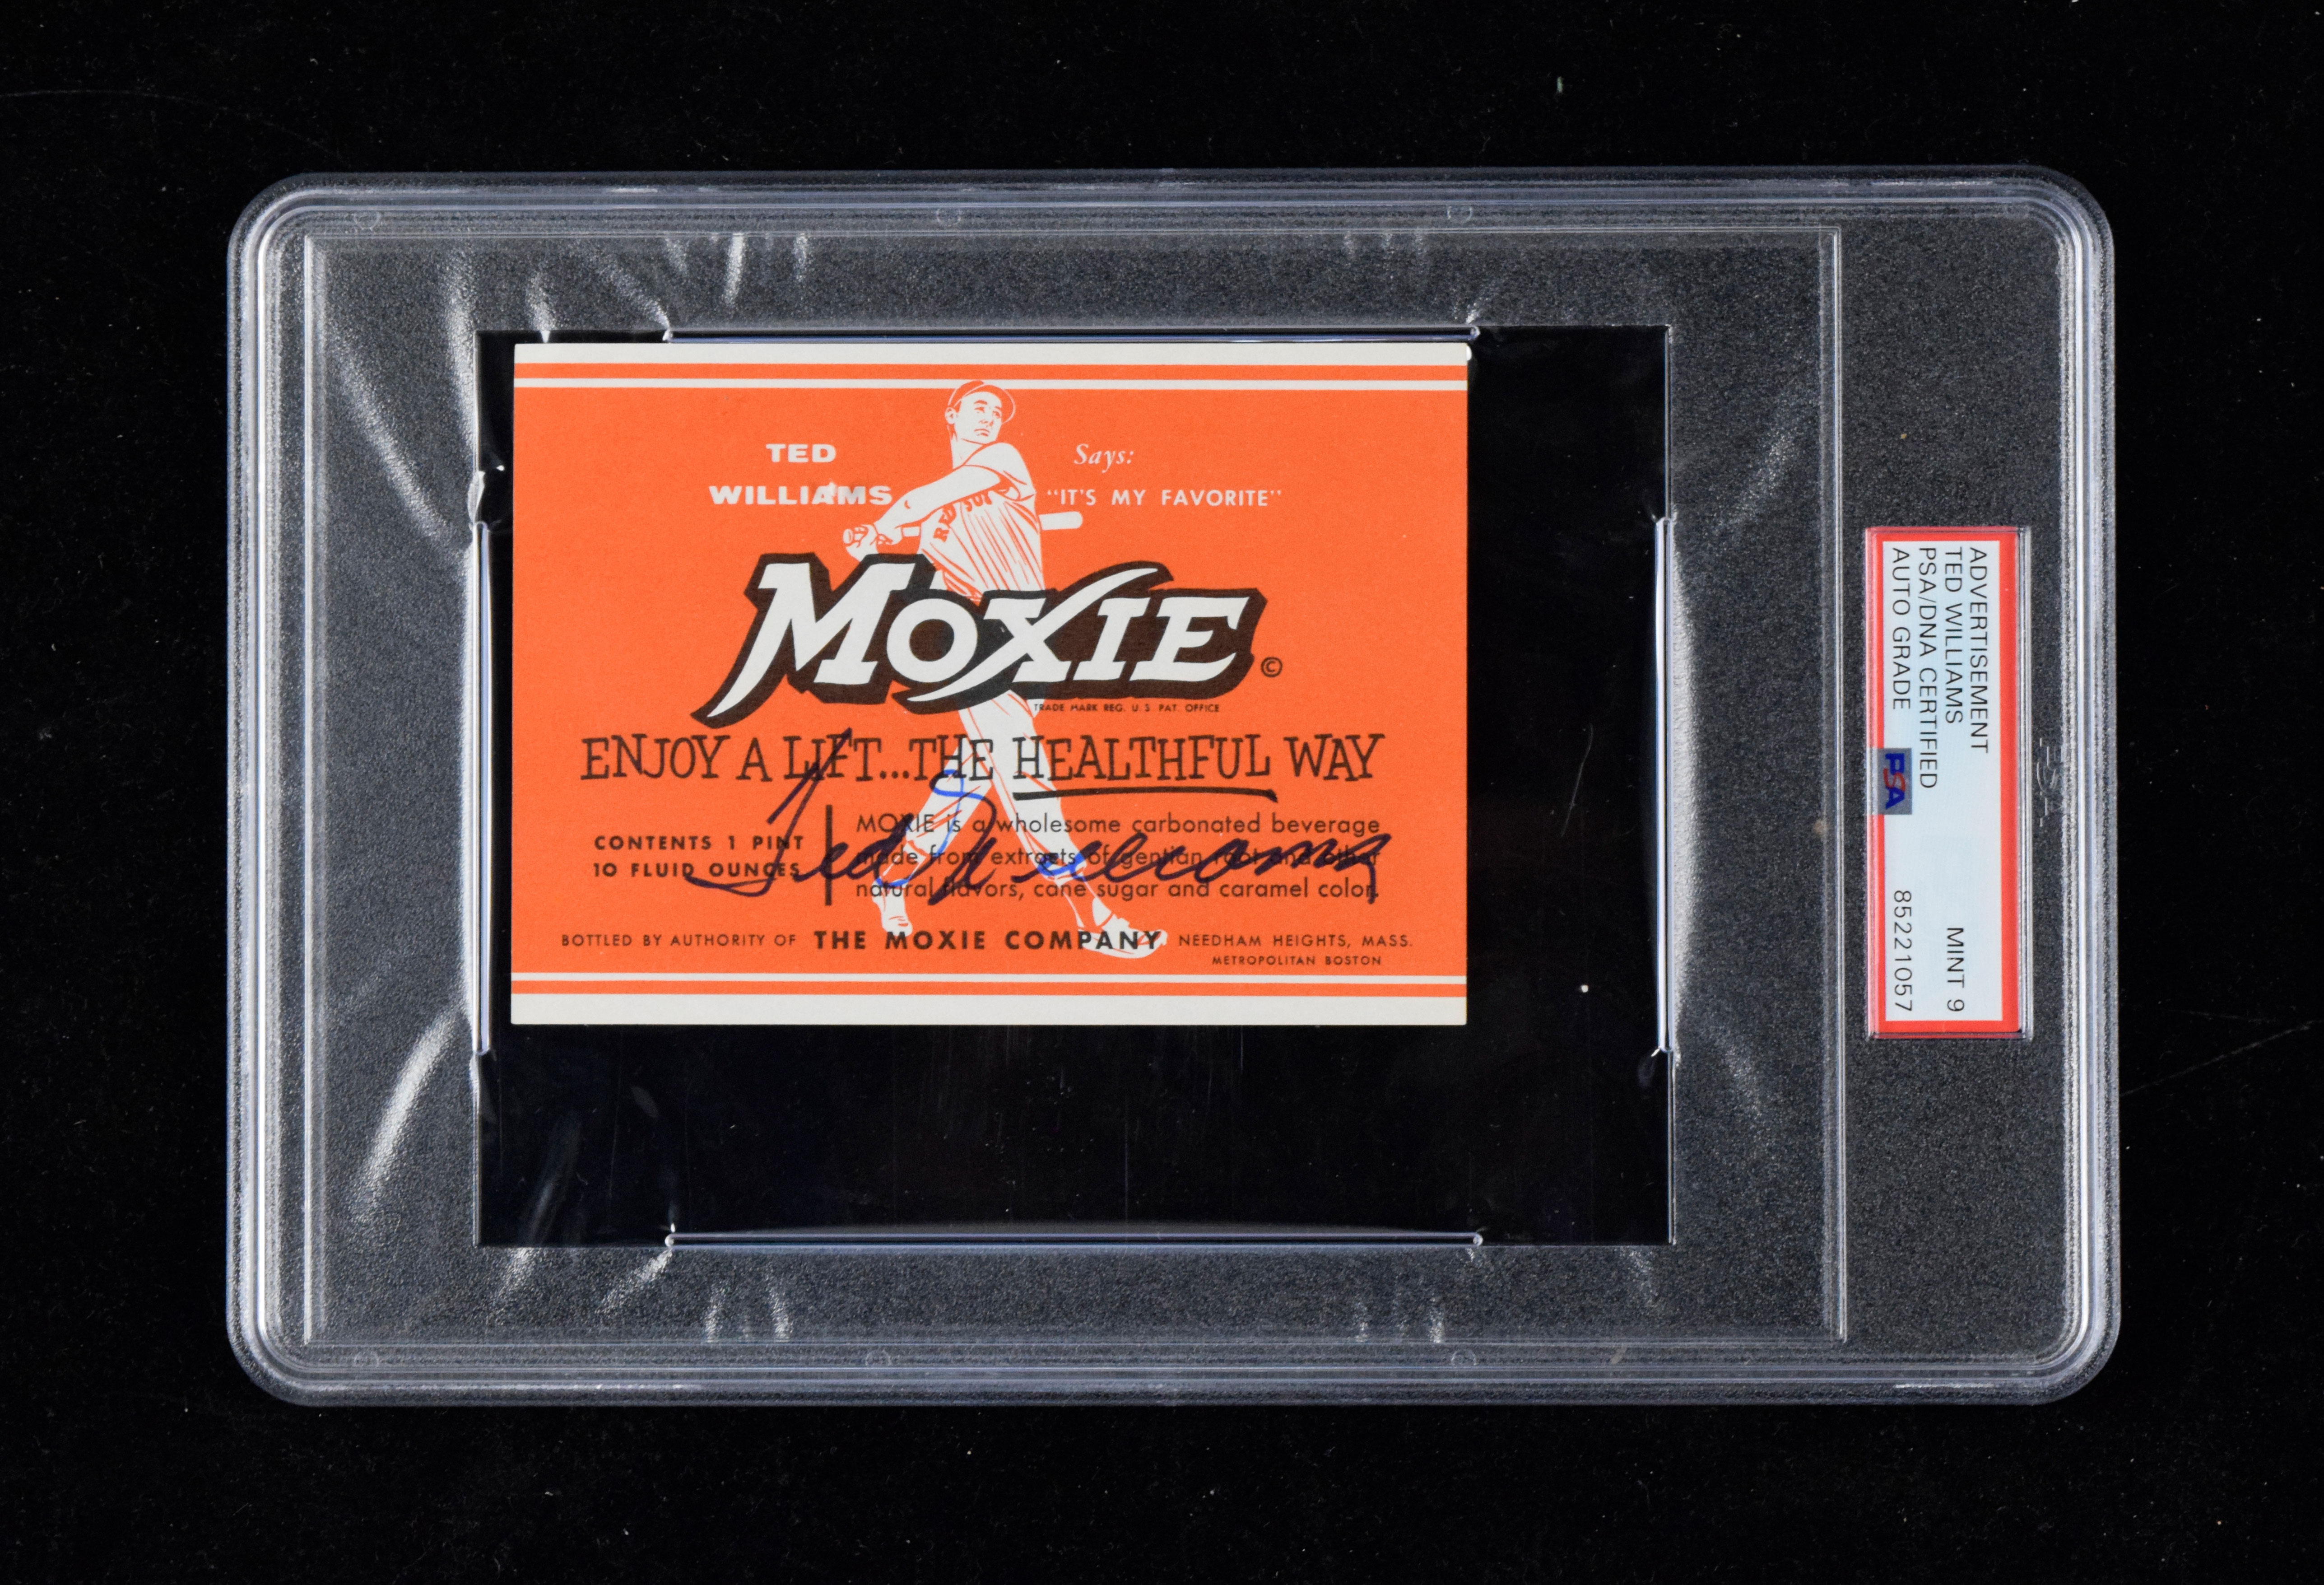 TED
WILLIAMS
Says:
"IT'S MY FAVORITE"
RED SOX
MOXIE ©
TRADE MARK REG. U.S. PAT. OFFICE
ENJOY A LIFT...THE HEALTHFUL WAY
CONTENTS 1 PINT
10 FLUID OUNCES
MOXIE is a wholesome carbonated beverage
made from extracts of gentian root and other
natural flavors, cane sugar and caramel color.
Ted Williams
BOTTLED BY AUTHORITY OF THE MOXIE COMPANY NEEDHAM HEIGHTS, MASS.
METROPOLITAN BOSTON
ADVERTISEMENT
TED WILLIAMS
PSA/DNA CERTIFIED MINT 9
AUTO GRADE PSA 85221057
PSA